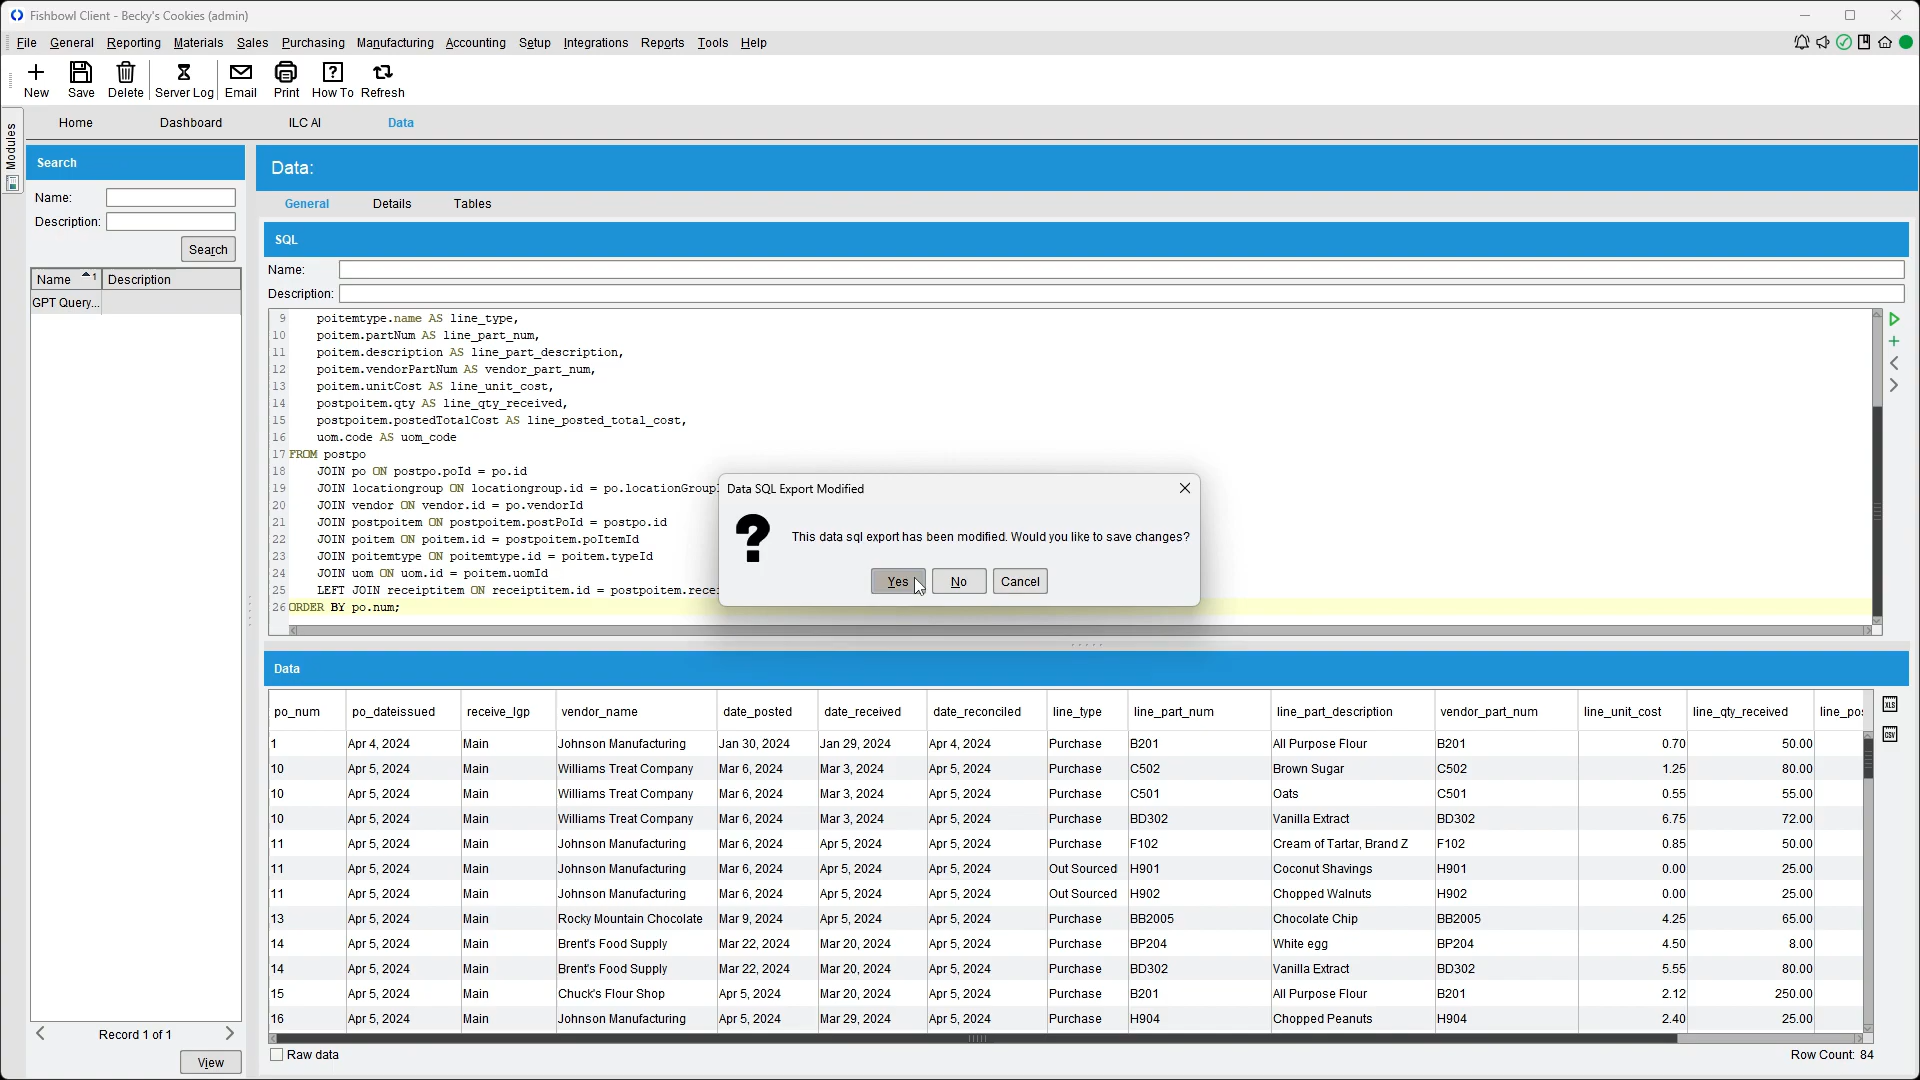 Fishbowl Client - Becky's Cookies (admin)
File General Reporting Materials Sales Purchasing Manufacturing Accounting Setup Integrations Reports Tools Help
New Save Delete Server Log Email Print How To Refresh
Modules
Home Dashboard ILC AI Data
Search
Name:
Description:
Search
Name 1 Description
GPT Query...
Record 1 of 1
View
Data:
General Details Tables
SQL
Name:
Description:
9 poitemtype.name AS line_type,
10 poitem.partNum AS line_part_num,
11 poitem.description AS line_part_description,
12 poitem.vendorPartNum AS vendor_part_num,
13 poitem.unitCost AS line_unit_cost,
14 postpoitem.qty AS line_qty_received,
15 postpoitem.postedTotalCost AS line_posted_total_cost,
16 uom.code AS uom_code
17 FROM postpo
18 JOIN po ON postpo.poId = po.id
19 JOIN locationgroup ON locationgroup.id = po.locationGroupI
20 JOIN vendor ON vendor.id = po.vendorId
21 JOIN postpoitem ON postpoitem.postPoId = postpo.id
22 JOIN poitem ON poitem.id = postpoitem.poItemId
23 JOIN poitemtype ON poitemtype.id = poitem.typeId
24 JOIN uom ON uom.id = poitem.uomId
25 LEFT JOIN receiptitem ON receiptitem.id = postpoitem.recei
26 ORDER BY po.num;
Data SQL Export Modified
? This data sql export has been modified. Would you like to save changes?
Yes No Cancel
Data
po_num po_dateissued receive_lgp vendor_name date_posted date_received date_reconciled line_type line_part_num line_part_description vendor_part_num line_unit_cost line_qty_received line_po
XLS
CSV
1 Apr 4, 2024 Main Johnson Manufacturing Jan 30, 2024 Jan 29, 2024 Apr 4, 2024 Purchase B201 All Purpose Flour B201 0.70 50.00
10 Apr 5, 2024 Main Williams Treat Company Mar 6, 2024 Mar 3, 2024 Apr 5, 2024 Purchase C502 Brown Sugar C502 1.25 80.00
10 Apr 5, 2024 Main Williams Treat Company Mar 6, 2024 Mar 3, 2024 Apr 5, 2024 Purchase C501 Oats C501 0.55 55.00
10 Apr 5, 2024 Main Williams Treat Company Mar 6, 2024 Mar 3, 2024 Apr 5, 2024 Purchase BD302 Vanilla Extract BD302 6.75 72.00
11 Apr 5, 2024 Main Johnson Manufacturing Mar 6, 2024 Apr 5, 2024 Apr 5, 2024 Purchase F102 Cream of Tartar, Brand Z F102 0.85 50.00
11 Apr 5, 2024 Main Johnson Manufacturing Mar 6, 2024 Apr 5, 2024 Apr 5, 2024 Out Sourced H901 Coconut Shavings H901 0.00 25.00
11 Apr 5, 2024 Main Johnson Manufacturing Mar 6, 2024 Apr 5, 2024 Apr 5, 2024 Out Sourced H902 Chopped Walnuts H902 0.00 25.00
13 Apr 5, 2024 Main Rocky Mountain Chocolate Mar 9, 2024 Apr 5, 2024 Apr 5, 2024 Purchase BB2005 Chocolate Chip BB2005 4.25 65.00
14 Apr 5, 2024 Main Brent's Food Supply Mar 22, 2024 Mar 20, 2024 Apr 5, 2024 Purchase BP204 White egg BP204 4.50 8.00
14 Apr 5, 2024 Main Brent's Food Supply Mar 22, 2024 Mar 20, 2024 Apr 5, 2024 Purchase BD302 Vanilla Extract BD302 5.55 80.00
15 Apr 5, 2024 Main Chuck's Flour Shop Apr 5, 2024 Mar 20, 2024 Apr 5, 2024 Purchase B201 All Purpose Flour B201 2.12 250.00
16 Apr 5, 2024 Main Johnson Manufacturing Apr 5, 2024 Mar 29, 2024 Apr 5, 2024 Purchase H904 Chopped Peanuts H904 2.40 25.00
Raw data Row Count: 84